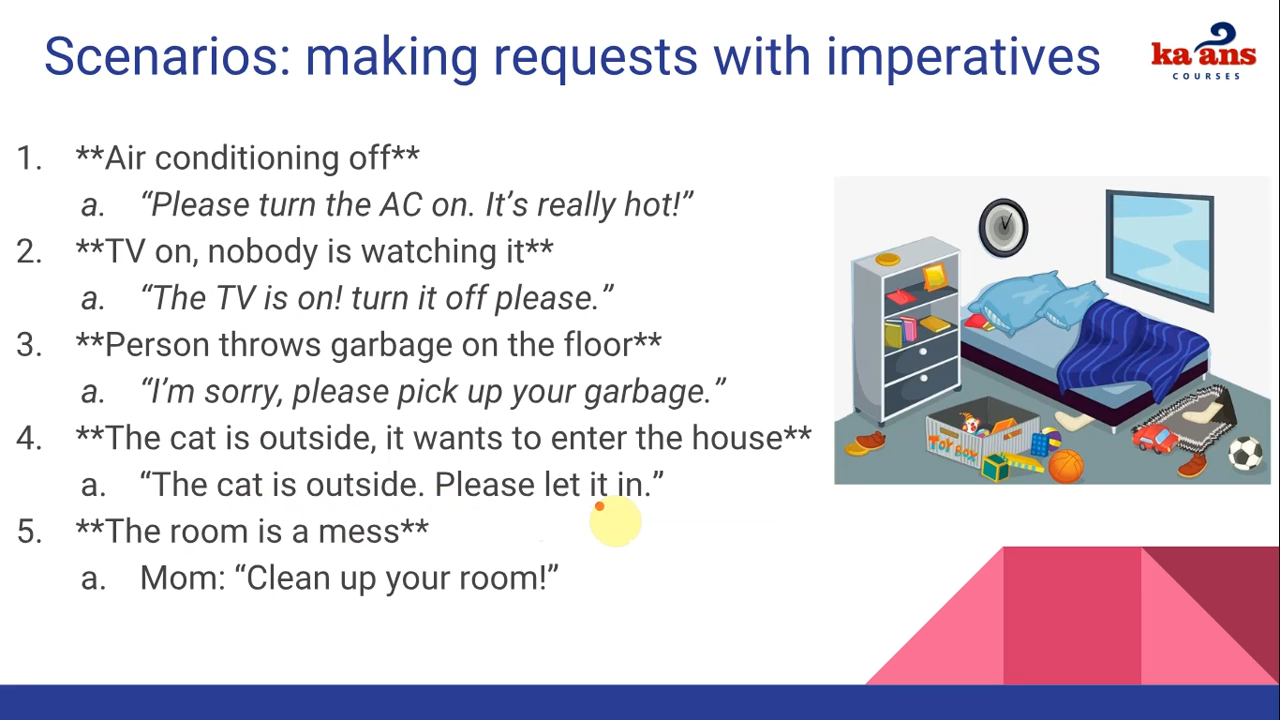 Scenarios: making requests with imperatives
ka2ans
COURSES
1. **Air conditioning off**
a. “Please turn the AC on. It’s really hot!”
2. **TV on, nobody is watching it**
a. “The TV is on! turn it off please.”
3. **Person throws garbage on the floor**
a. “I’m sorry, please pick up your garbage.”
4. **The cat is outside, it wants to enter the house**
a. “The cat is outside. Please let it in.”
5. **The room is a mess**
a. Mom: “Clean up your room!”
TOY BOX